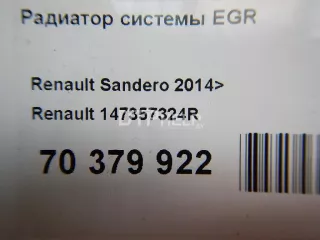 Радиатор системы EGR
Renault Sandero 2014>
Renault 147357324R
70 379 922